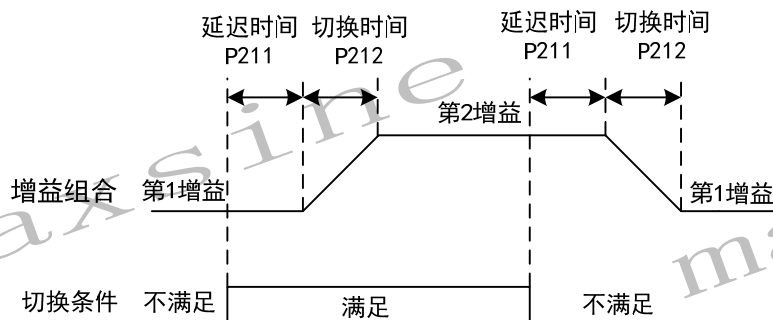 延迟时间 切换时间 延迟时间 切换时间
P211 P212 P211 P212
第2增益
增益组合 第1增益 第1增益
切换条件 不满足 满足 不满足
maxsine
ma